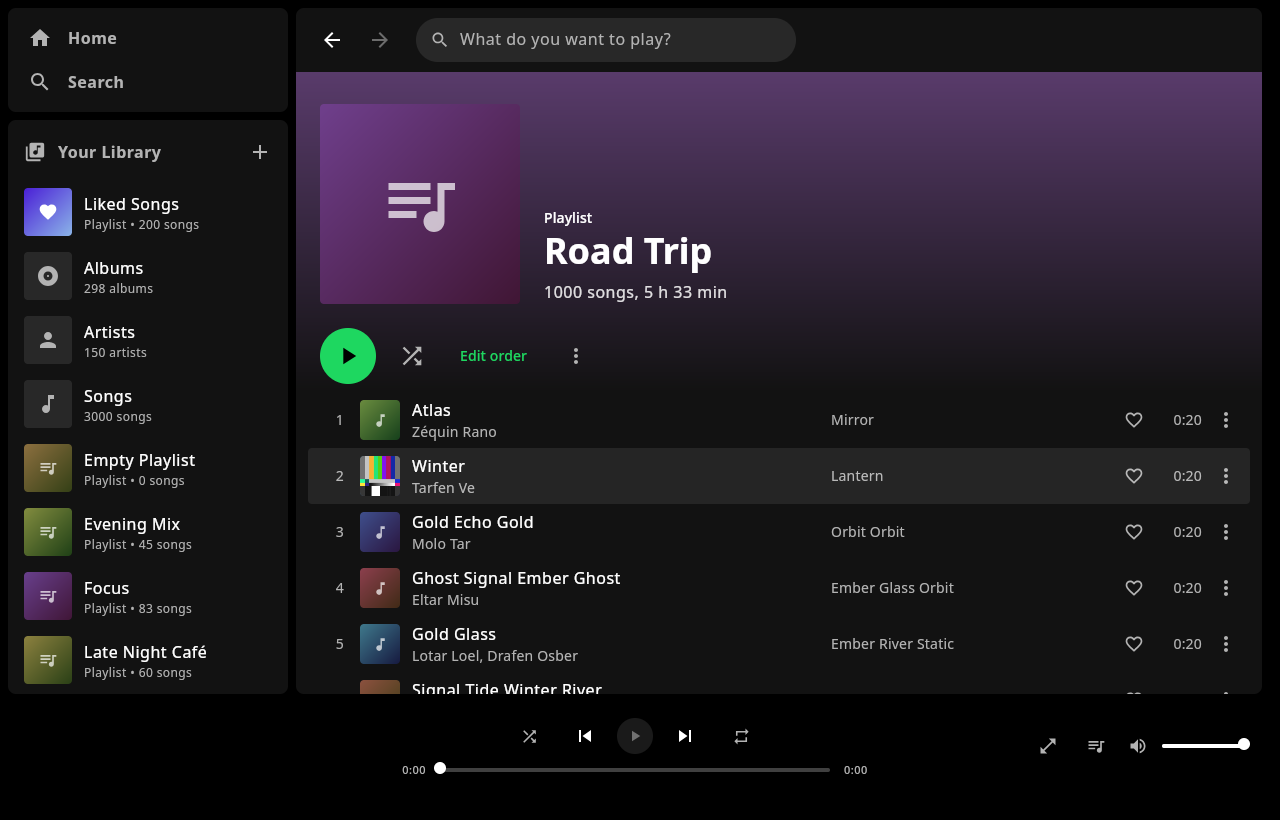 Home
Search
Your Library
Liked Songs
Playlist • 200 songs
Albums
298 albums
Artists
150 artists
Songs
3000 songs
Empty Playlist
Playlist • 0 songs
Evening Mix
Playlist • 45 songs
Focus
Playlist • 83 songs
Late Night Café
Playlist • 60 songs
What do you want to play?
Playlist
Road Trip
1000 songs, 5 h 33 min
Edit order
1 Atlas Mirror 0:20
Zéquin Rano
2 Winter Lantern 0:20
Tarfen Ve
3 Gold Echo Gold Orbit Orbit 0:20
Molo Tar
4 Ghost Signal Ember Ghost Ember Glass Orbit 0:20
Eltar Misu
5 Gold Glass Ember River Static 0:20
Lotar Loel, Drafen Osber
Signal Tide Winter River
0:00 0:00